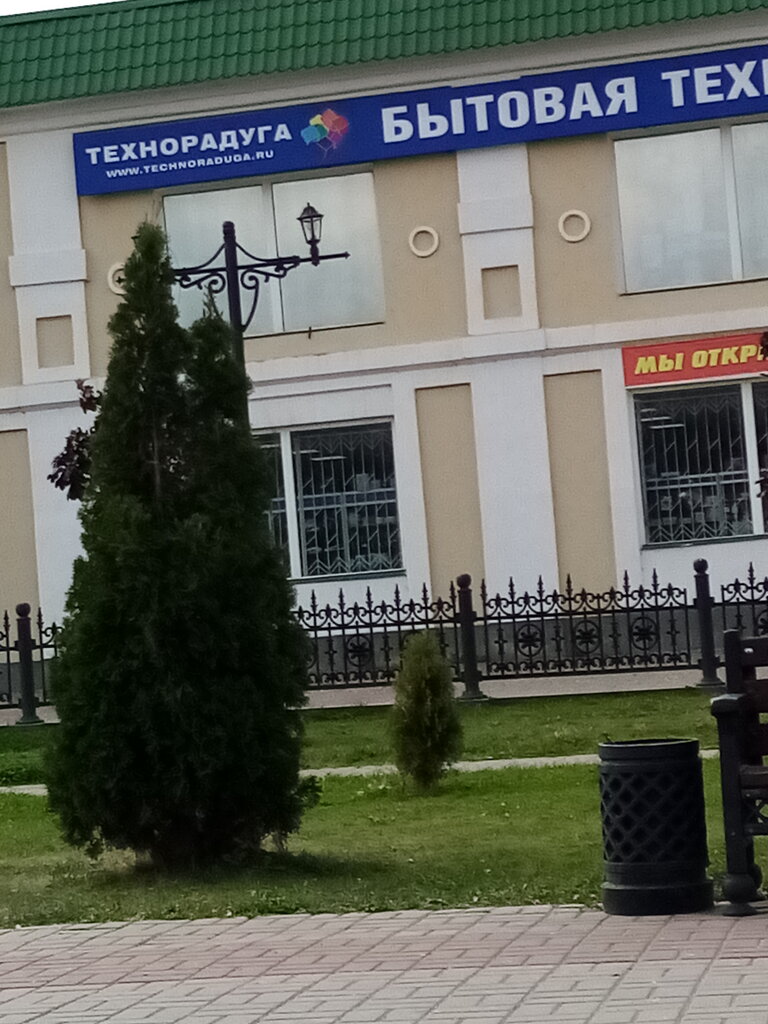 ТЕХНОРАДУГА
WWW.TECHNORADUGA.RU
БЫТОВАЯ ТЕХ
МЫ ОТКР